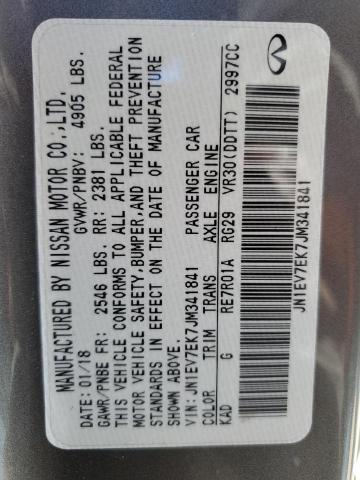 MANUFACTURED BY NISSAN MOTOR CO.,LTD.
DATE: 01/18 GVWR/PNBV: 4905 LBS.
GAWR/PNBE FR: 2546 LBS. RR: 2381 LBS.
THIS VEHICLE CONFORMS TO ALL APPLICABLE FEDERAL
MOTOR VEHICLE SAFETY,BUMPER,AND THEFT PREVENTION
STANDARDS IN EFFECT ON THE DATE OF MANUFACTURE
SHOWN ABOVE.
VIN: JN1EV7EK7JM341841 PASSENGER CAR
COLOR TRIM TRANS AXLE ENGINE
KAD G RE7R01A RG29 VR30(DDTT) 2997CC
JN1EV7EK7JM341841